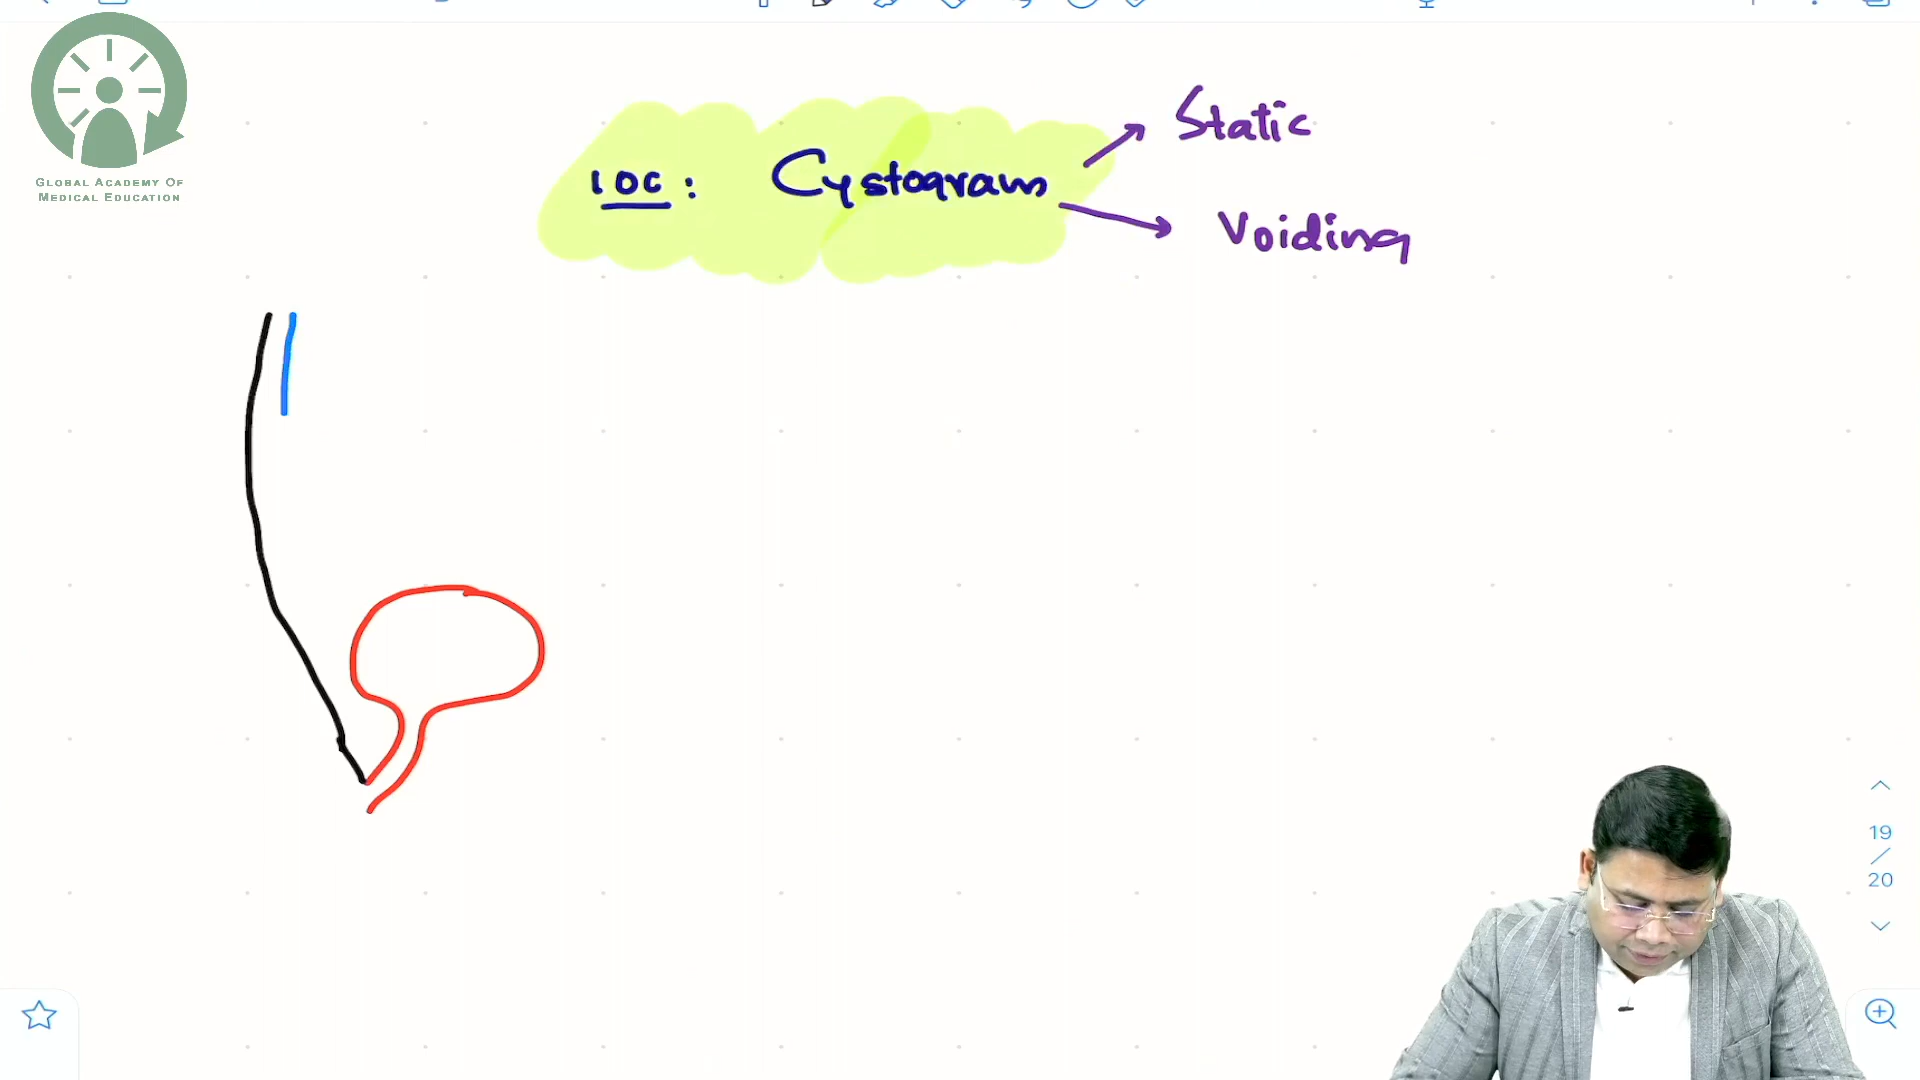 GLOBAL ACADEMY OF
MEDICAL EDUCATION
IOC : Cystogram
Static
Voiding
19
/
20